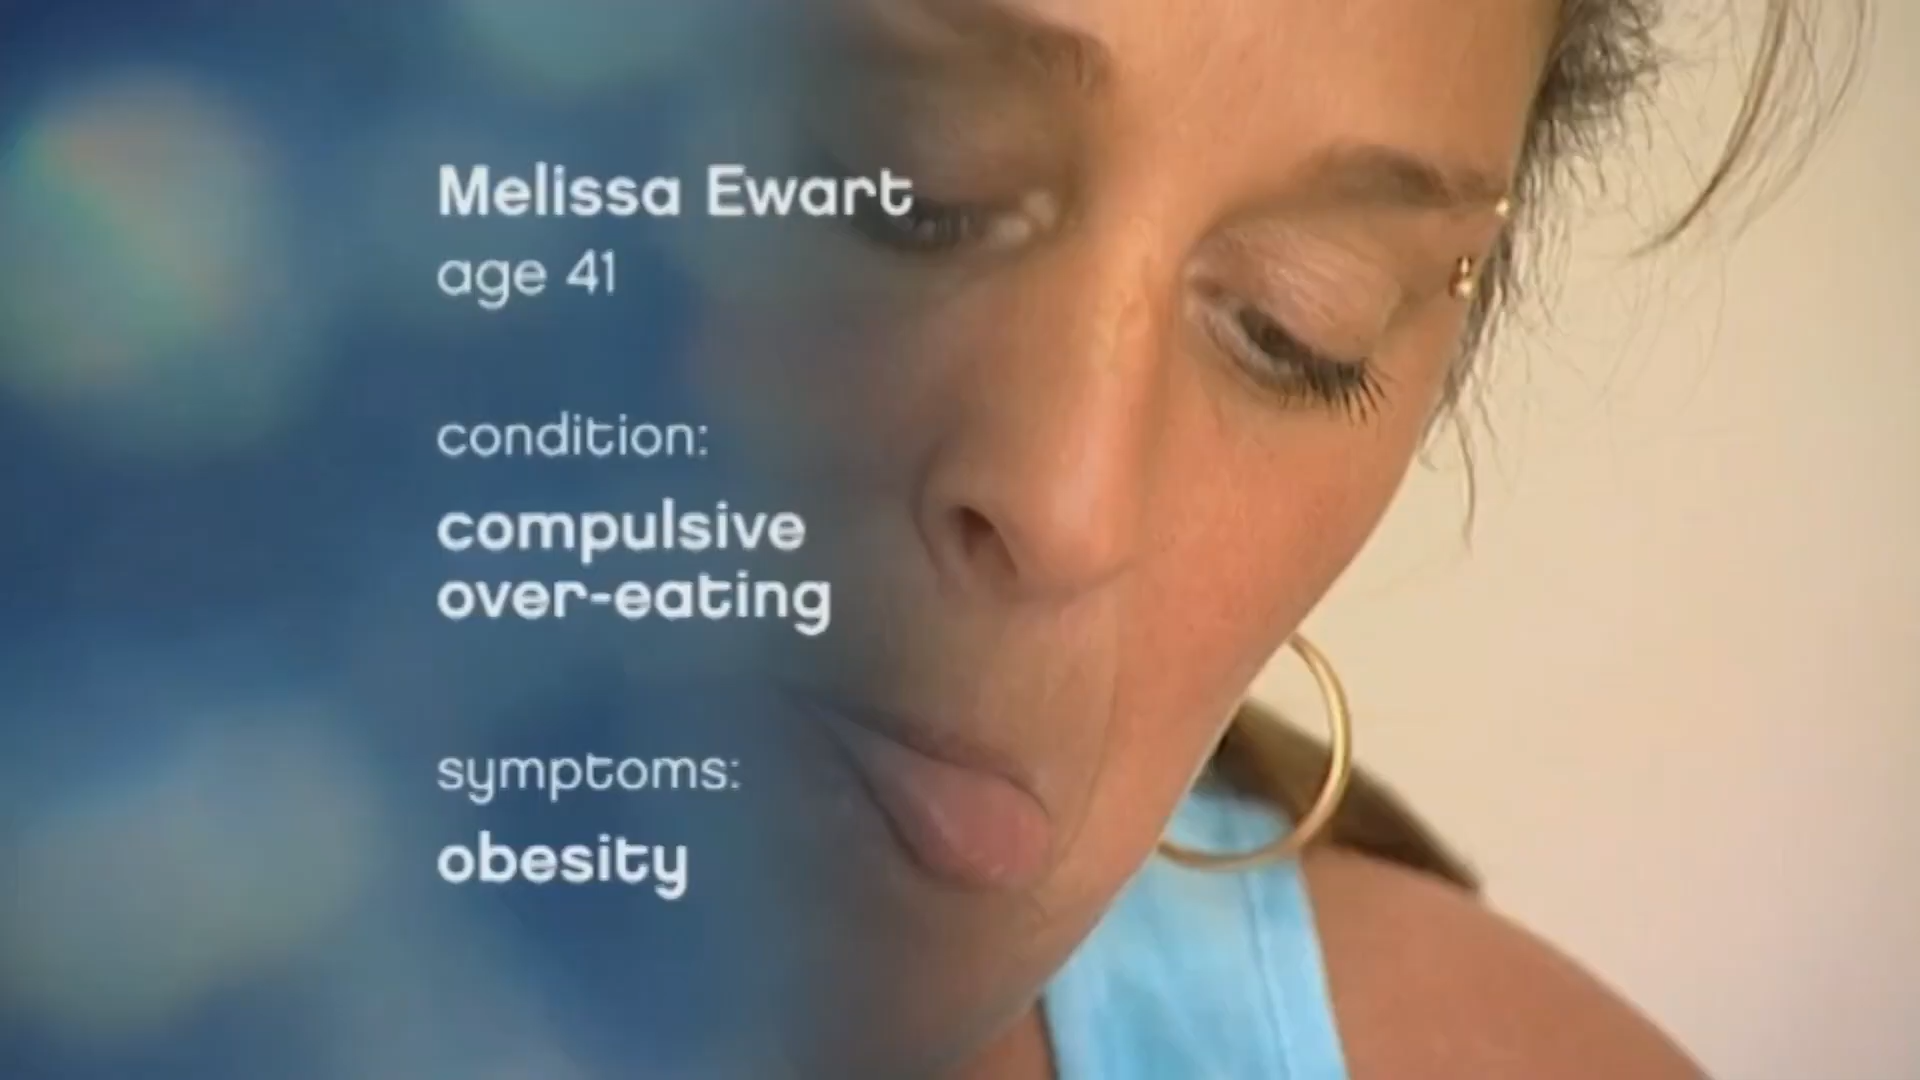 Melissa Ewart
age 41
condition:
compulsive
over-eating
symptoms:
obesity